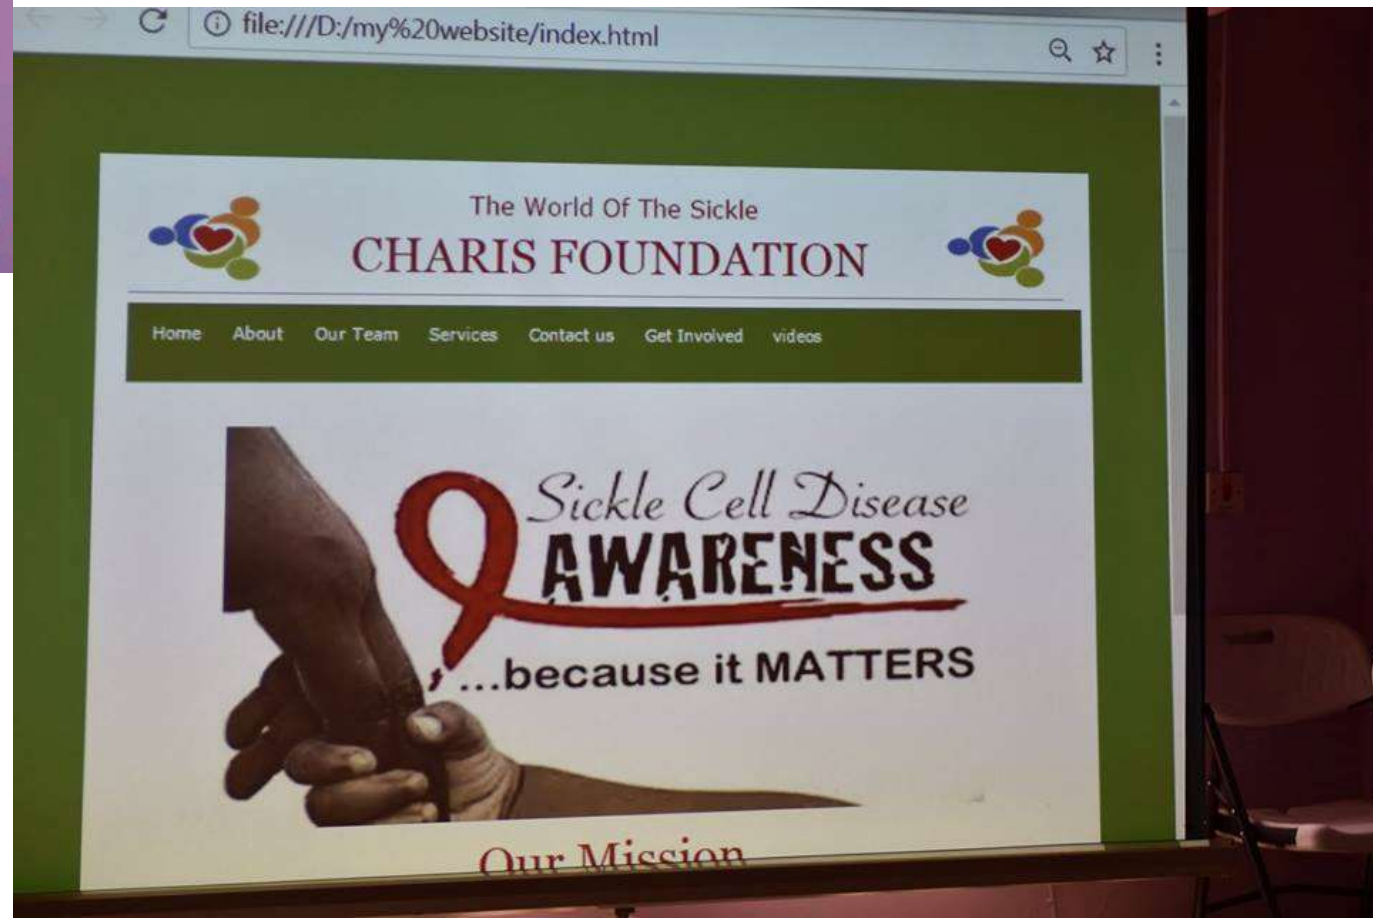 file:///D:/my%20website/index.html
The World Of The Sickle
CHARIS FOUNDATION
Home About Our Team Services Contact us Get Involved videos
Sickle Cell Disease
AWARENESS
...because it MATTERS
Our Mission